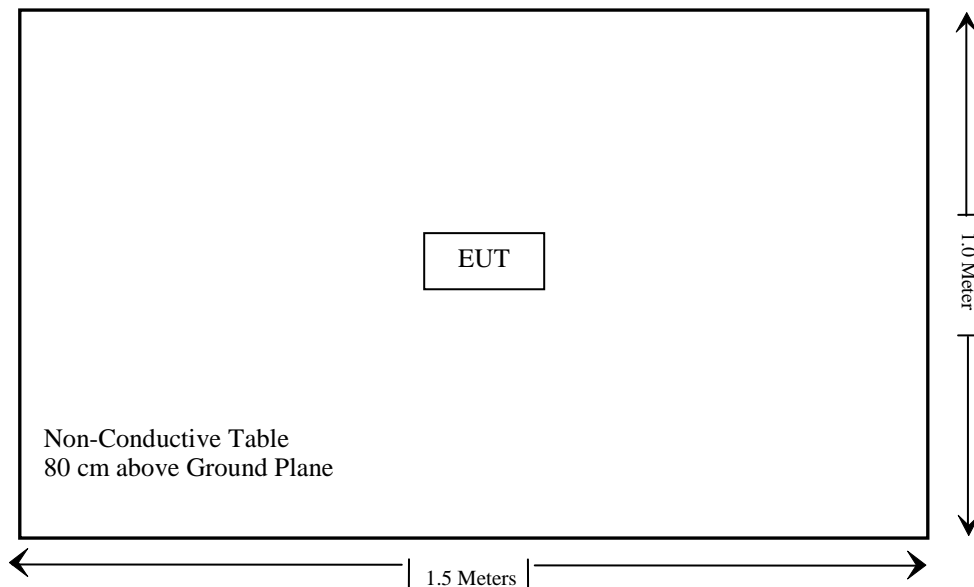 EUT
1.0 Meter
Non-Conductive Table
80 cm above Ground Plane
1.5 Meters